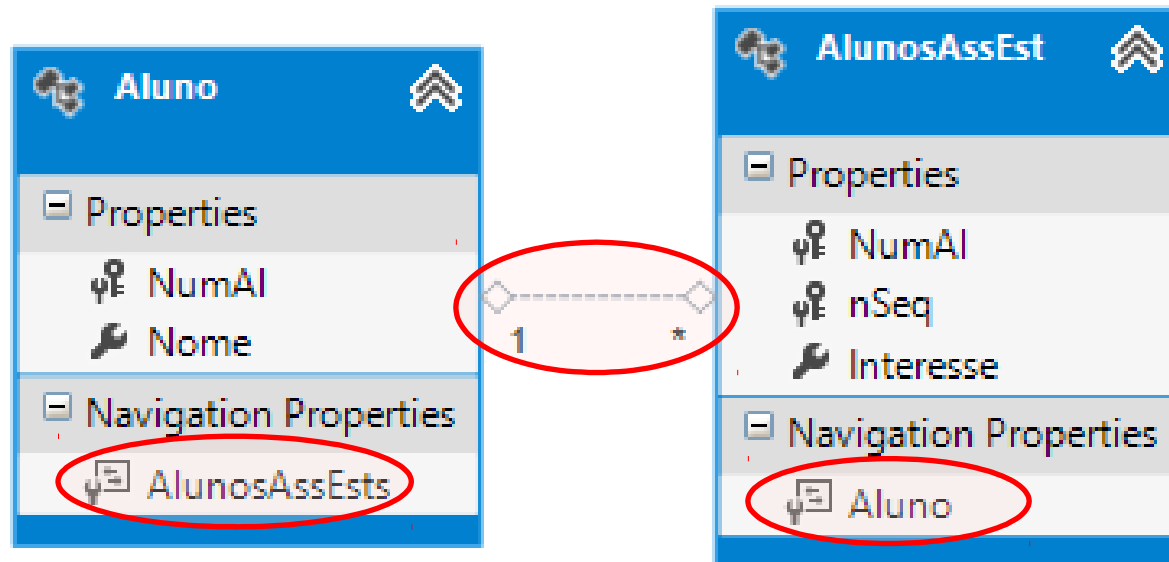 Aluno
Properties
NumAl
Nome
Navigation Properties
AlunosAssEsts
1 *
AlunosAssEst
Properties
NumAl
nSeq
Interesse
Navigation Properties
Aluno